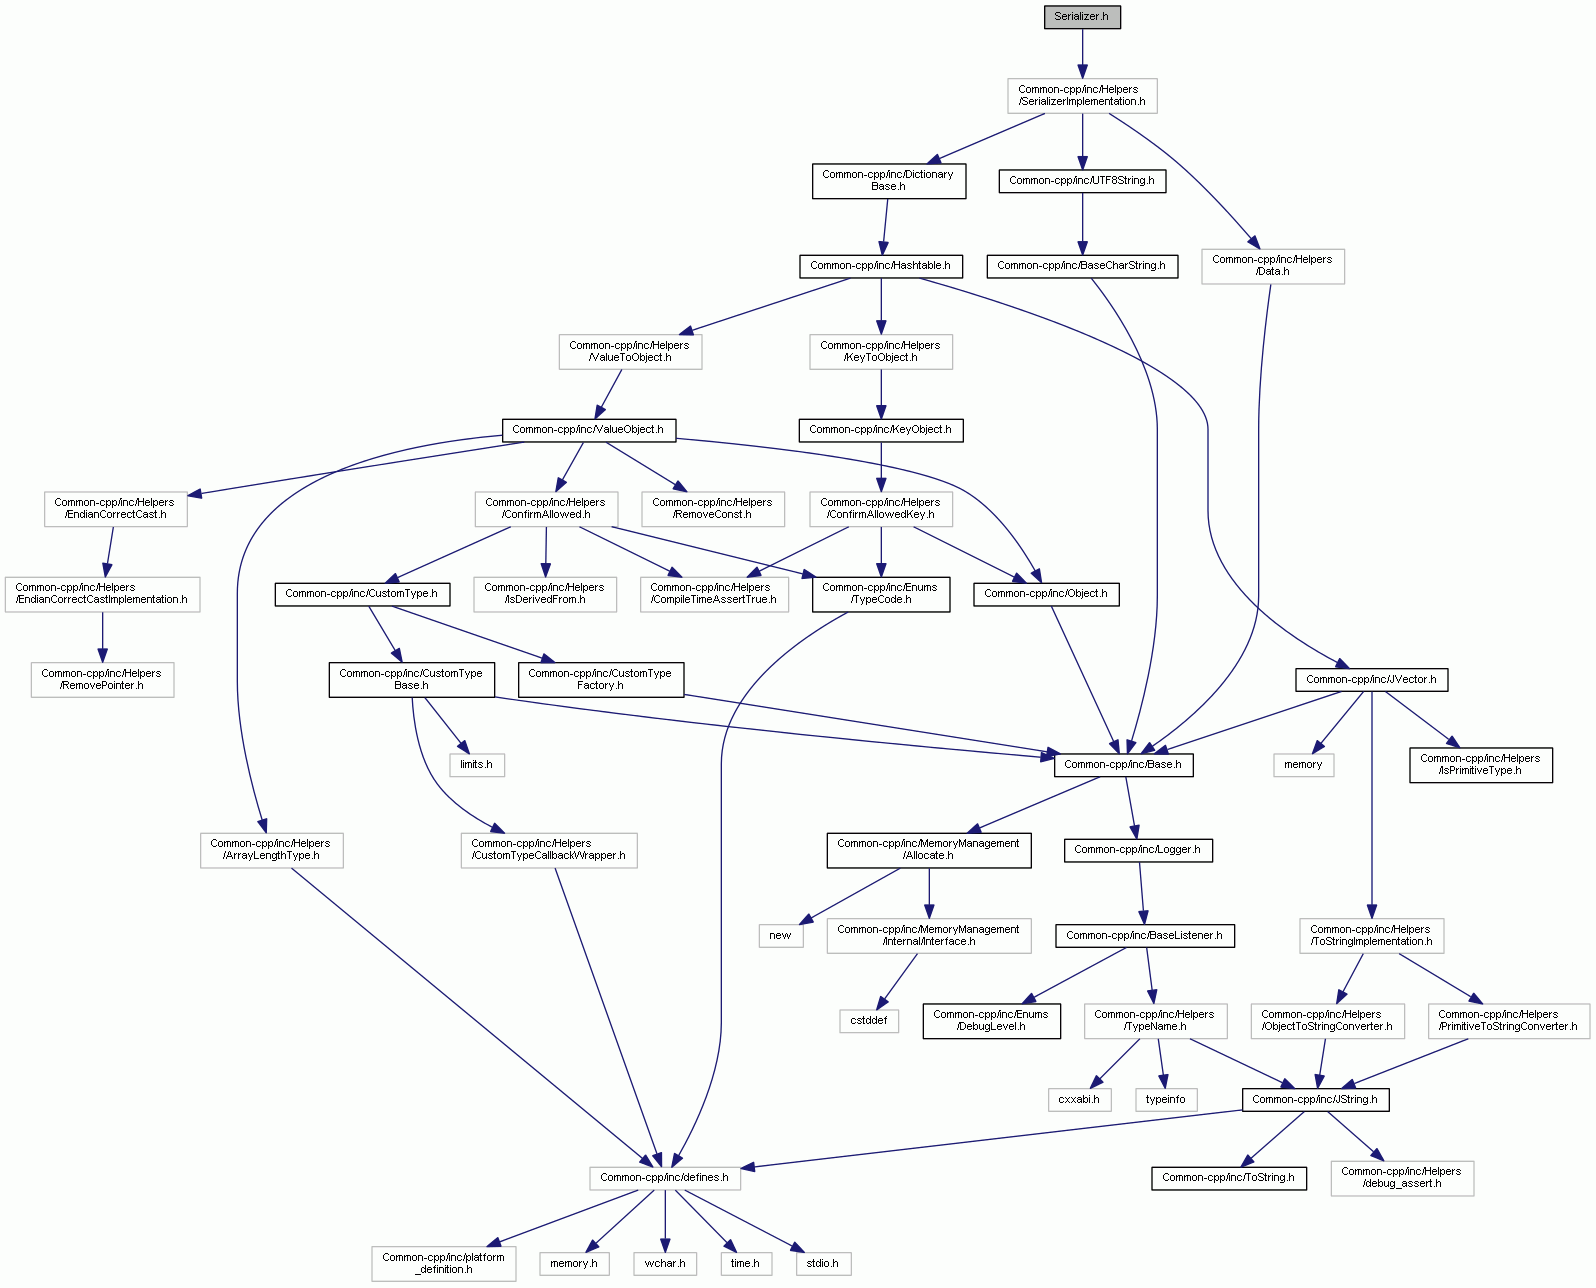 Serializer.h
Common-cpp/inc/Helpers
/SerializerImplementation.h
Common-cpp/inc/Dictionary
Base.h
Common-cpp/inc/UTF8String.h
Common-cpp/inc/Hashtable.h
Common-cpp/inc/BaseCharString.h
Common-cpp/inc/Helpers
/Data.h
Common-cpp/inc/Helpers
/ValueToObject.h
Common-cpp/inc/Helpers
/KeyToObject.h
Common-cpp/inc/ValueObject.h
Common-cpp/inc/KeyObject.h
Common-cpp/inc/Helpers
/EndianCorrectCast.h
Common-cpp/inc/Helpers
/ConfirmAllowed.h
Common-cpp/inc/Helpers
/RemoveConst.h
Common-cpp/inc/Helpers
/ConfirmAllowedKey.h
Common-cpp/inc/Helpers
/EndianCorrectCastImplementation.h
Common-cpp/inc/CustomType.h
Common-cpp/inc/Helpers
/IsDerivedFrom.h
Common-cpp/inc/Helpers
/CompileTimeAssertTrue.h
Common-cpp/inc/Enums
/TypeCode.h
Common-cpp/inc/Object.h
Common-cpp/inc/Helpers
/RemovePointer.h
Common-cpp/inc/CustomType
Base.h
Common-cpp/inc/CustomType
Factory.h
Common-cpp/inc/JVector.h
limits.h
Common-cpp/inc/Base.h
memory
Common-cpp/inc/Helpers
/IsPrimitiveType.h
Common-cpp/inc/Helpers
/ArrayLengthType.h
Common-cpp/inc/Helpers
/CustomTypeCallbackWrapper.h
Common-cpp/inc/MemoryManagement
/Allocate.h
Common-cpp/inc/Logger.h
new
Common-cpp/inc/MemoryManagement
/Internal/Interface.h
Common-cpp/inc/BaseListener.h
Common-cpp/inc/Helpers
/ToStringImplementation.h
cstddef
Common-cpp/inc/Enums
/DebugLevel.h
Common-cpp/inc/Helpers
/TypeName.h
Common-cpp/inc/Helpers
/ObjectToStringConverter.h
Common-cpp/inc/Helpers
/PrimitiveToStringConverter.h
cxxabi.h
typeinfo
Common-cpp/inc/JString.h
Common-cpp/inc/defines.h
Common-cpp/inc/ToString.h
Common-cpp/inc/Helpers
/debug_assert.h
Common-cpp/inc/platform
_definition.h
memory.h
wchar.h
time.h
stdio.h